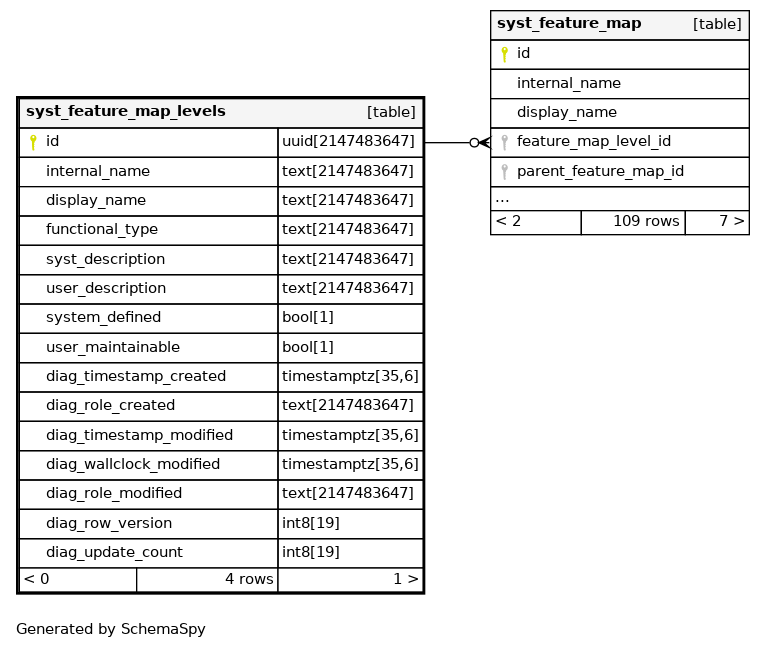 syst_feature_map [table]
id
internal_name
display_name
feature_map_level_id
parent_feature_map_id
...
< 2 109 rows 7 >
syst_feature_map_levels [table]
id uuid[2147483647]
internal_name text[2147483647]
display_name text[2147483647]
functional_type text[2147483647]
syst_description text[2147483647]
user_description text[2147483647]
system_defined bool[1]
user_maintainable bool[1]
diag_timestamp_created timestamptz[35,6]
diag_role_created text[2147483647]
diag_timestamp_modified timestamptz[35,6]
diag_wallclock_modified timestamptz[35,6]
diag_role_modified text[2147483647]
diag_row_version int8[19]
diag_update_count int8[19]
< 0 4 rows 1 >
Generated by SchemaSpy